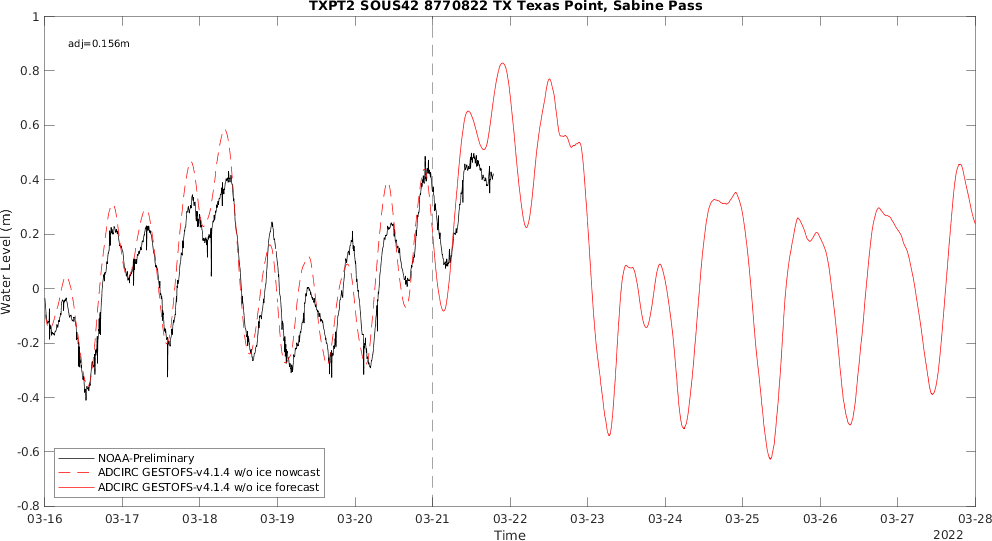 TXPT2 SOUS42 8770822 TX Texas Point, Sabine Pass
adj=0.156m
1
0.8
0.6
0.4
0.2
0
-0.2
-0.4
-0.6
-0.8
Water Level (m)
NOAA-Preliminary
ADCIRC GESTOFS-v4.1.4 w/o ice nowcast
ADCIRC GESTOFS-v4.1.4 w/o ice forecast
03-16 03-17 03-18 03-19 03-20 03-21 03-22 03-23 03-24 03-25 03-26 03-27 03-28
Time
2022